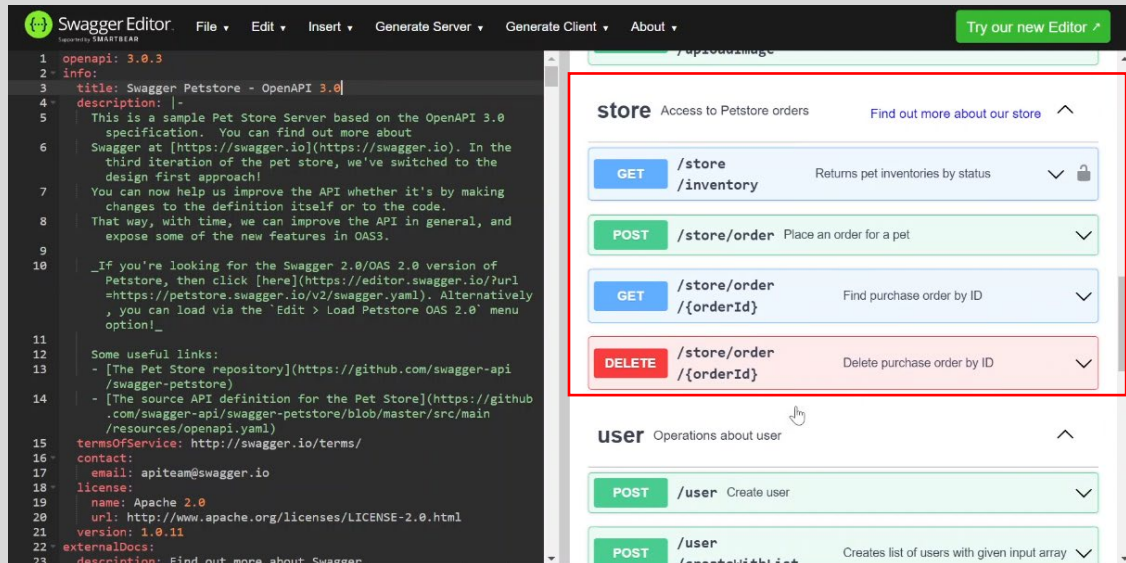 Swagger Editor.
Supported by SMARTBEAR
File Edit Insert Generate Server Generate Client About
Try our new Editor
1 openapi: 3.0.3
2 info:
3 title: Swagger Petstore - OpenAPI 3.0
4 description: |-
5 This is a sample Pet Store Server based on the OpenAPI 3.0
specification. You can find out more about
6 Swagger at [https://swagger.io](https://swagger.io). In the
third iteration of the pet store, we've switched to the
design first approach!
7 You can now help us improve the API whether it's by making
changes to the definition itself or to the code.
8 That way, with time, we can improve the API in general, and
expose some of the new features in OAS3.
9
10 _If you're looking for the Swagger 2.0/OAS 2.0 version of
Petstore, then click [here](https://editor.swagger.io/?url
=https://petstore.swagger.io/v2/swagger.yaml). Alternatively
, you can load via the `Edit > Load Petstore OAS 2.0` menu
option!_
11
12 Some useful links:
13 - [The Pet Store repository](https://github.com/swagger-api
/swagger-petstore)
14 - [The source API definition for the Pet Store](https://github
.com/swagger-api/swagger-petstore/blob/master/src/main
/resources/openapi.yaml)
15 termsOfService: http://swagger.io/terms/
16 contact:
17 email: apiteam@swagger.io
18 license:
19 name: Apache 2.0
20 url: http://www.apache.org/licenses/LICENSE-2.0.html
21 version: 1.0.11
22 externalDocs:
23 description: Find out more about Swagger
/uploadImage
store Access to Petstore orders Find out more about our store
GET /store
/inventory Returns pet inventories by status
POST /store/order Place an order for a pet
GET /store/order
/{orderId} Find purchase order by ID
DELETE /store/order
/{orderId} Delete purchase order by ID
user Operations about user
POST /user Create user
POST /user
/createWithList Creates list of users with given input array